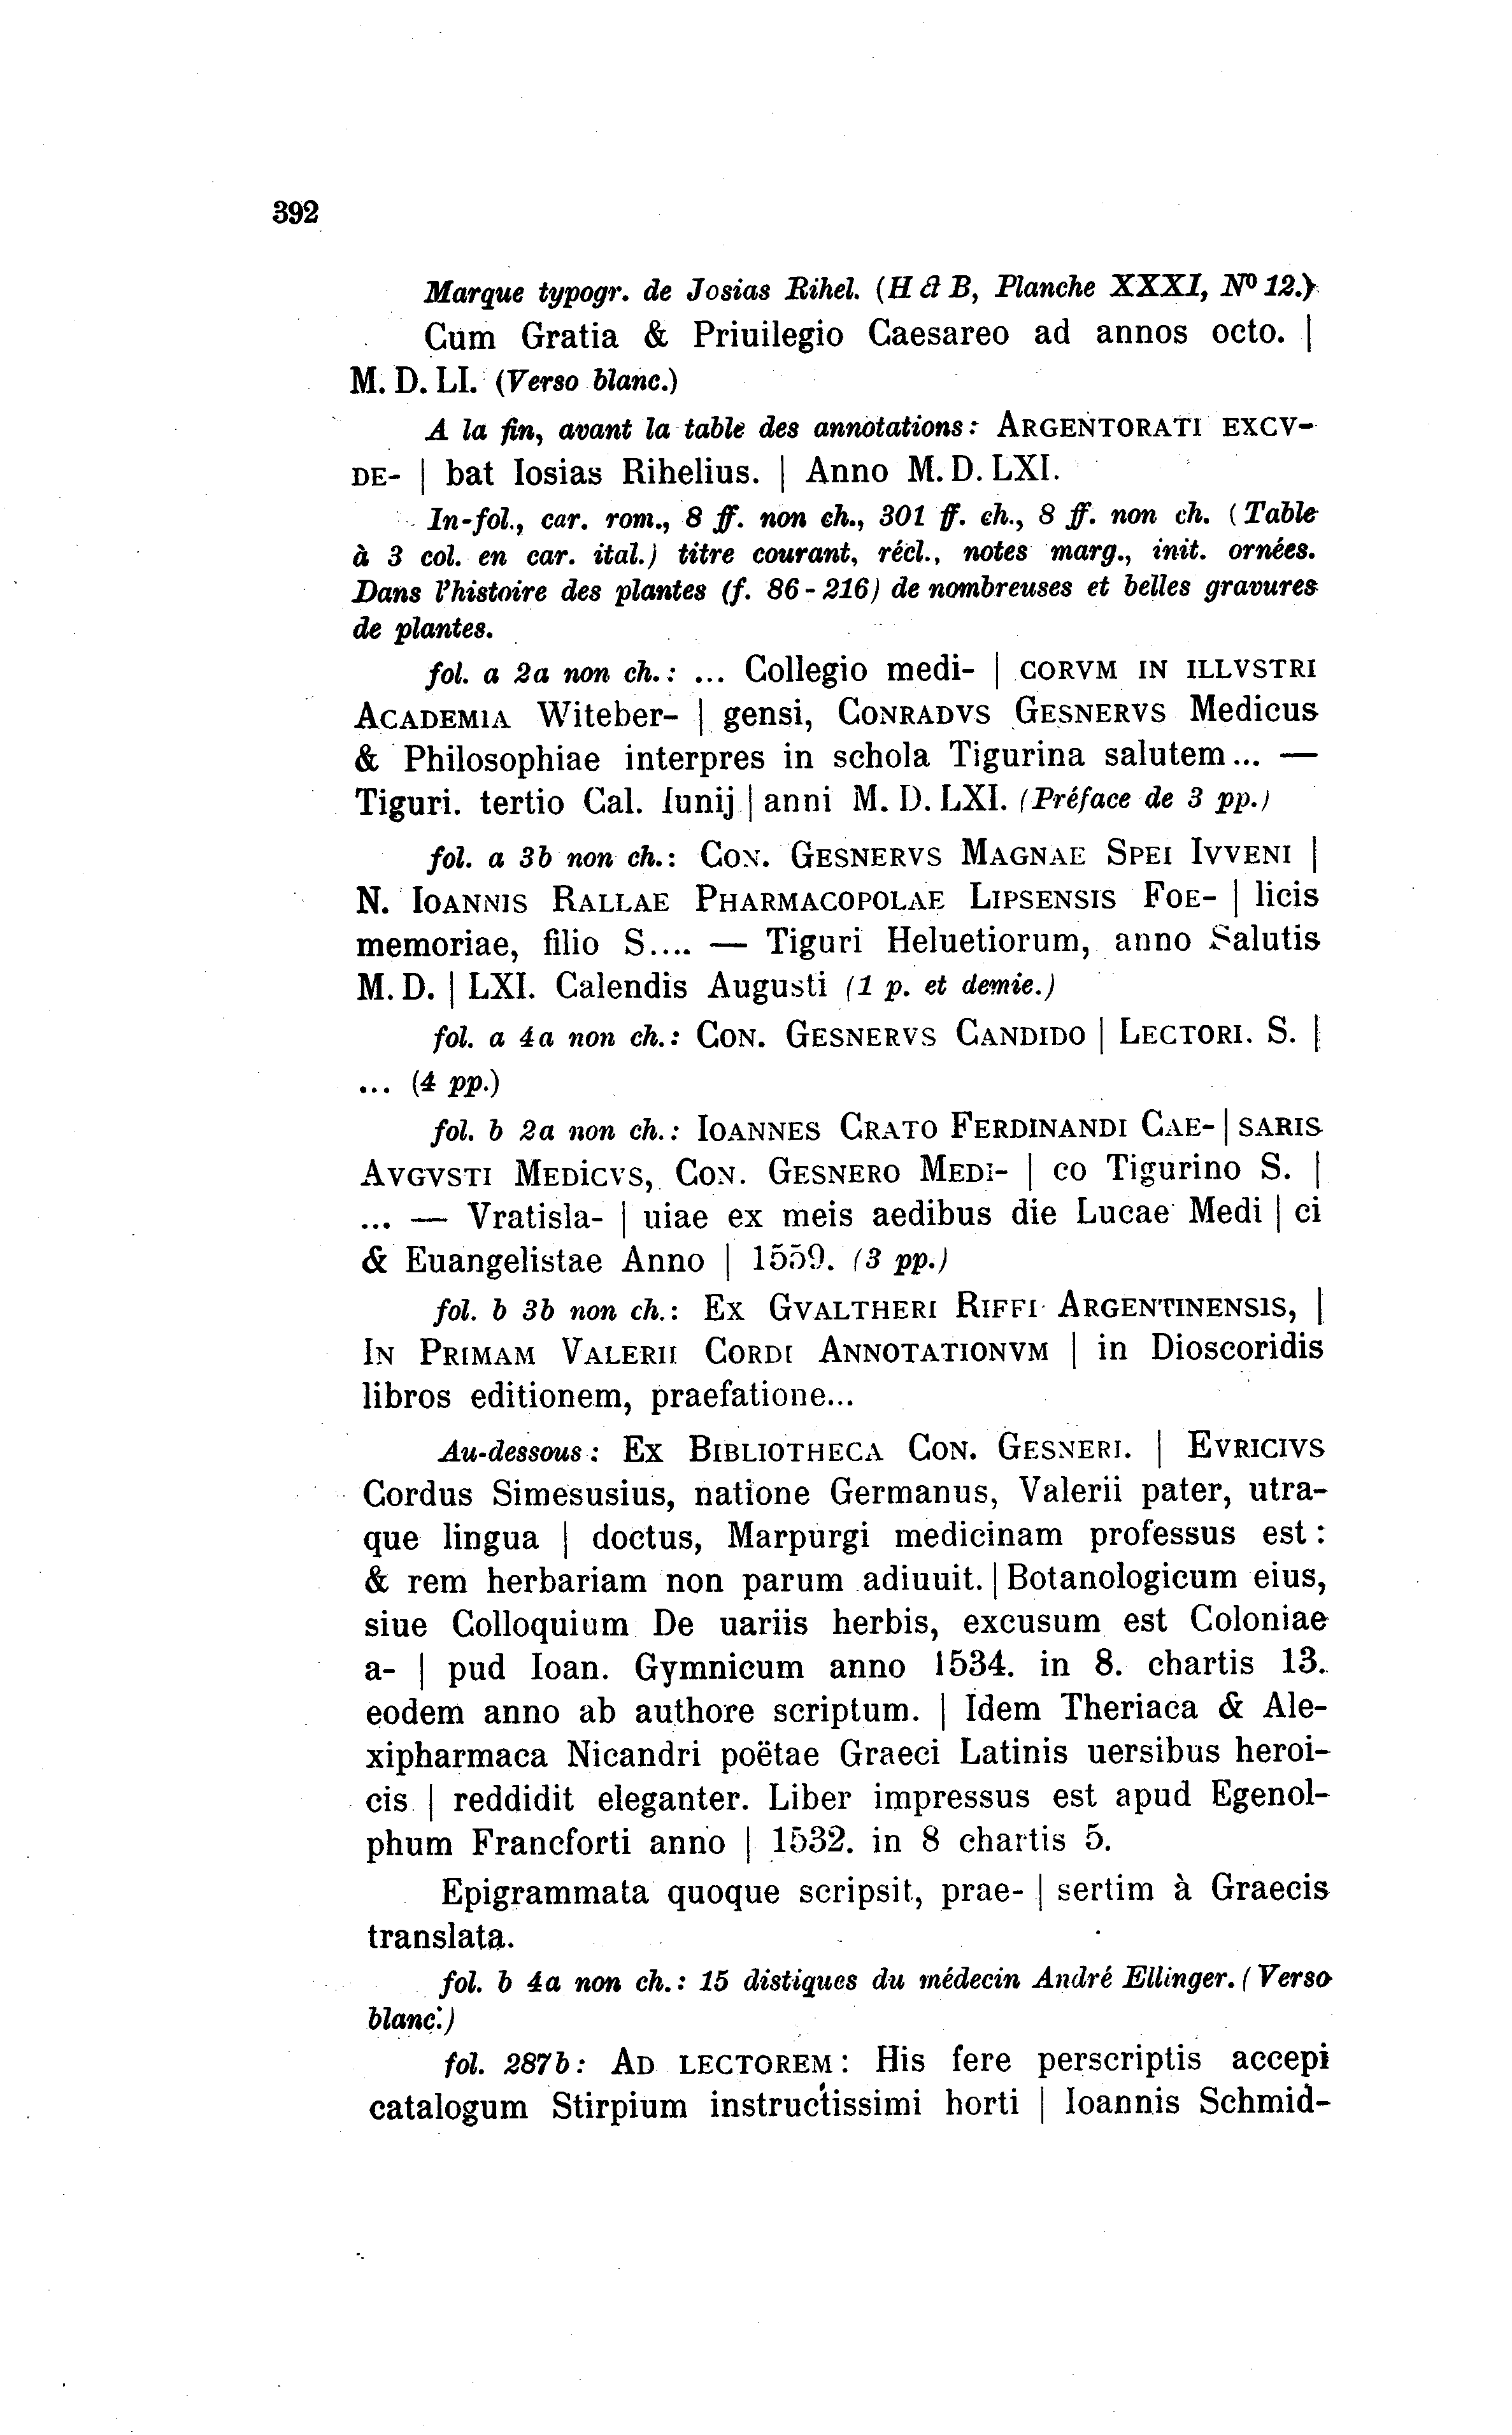 392
Marque typogr. de Josias Rihel. (H & B, Planche XXXI, Nº 12.)
Cum Gratia & Priuilegio Caesareo ad annos octo. |
M. D. LI. (Verso blanc.)
A la fin, avant la table des annotations: ARGENTORATI EXCV-
DE- | bat Iosias Rihelius. | Anno M. D. LXI.
In-fol., car. rom., 8 ff. non ch., 301 ff. ch., 8 ff. non ch. (Table
à 3 col. en car. ital.) titre courant, récl., notes marg., init. ornées.
Dans l'histoire des plantes (f. 86 - 216) de nombreuses et belles gravures
de plantes.
fol. a 2a non ch.: ... Collegio medi- | CORVM IN ILLVSTRI
ACADEMIA Witeber- | gensi, CONRADVS GESNERVS Medicus
& Philosophiae interpres in schola Tigurina salutem... —
Tiguri. tertio Cal. Iunij | anni M. D. LXI. (Préface de 3 pp.)
fol. a 3b non ch.: CON. GESNERVS MAGNAE SPEI IVVENI |
N. IOANNIS RALLAE PHARMACOPOLAE LIPSENSIS FOE- | licis
memoriae, filio S.... — Tiguri Heluetiorum, anno Salutis
M. D. | LXI. Calendis Augusti (1 p. et demie.)
fol. a 4a non ch.: CON. GESNERVS CANDIDO | LECTORI. S. |
... (4 pp.)
fol. b 2a non ch.: IOANNES CRATO FERDINANDI CAE- | SARIS
AVGVSTI MEDICVS, CON. GESNERO MEDI- | co Tigurino S. |
... — Vratisla- | uiae ex meis aedibus die Lucae Medi | ci
& Euangelistae Anno | 1559. (3 pp.)
fol. b 3b non ch.: EX GVALTHERI RIFFI ARGENTINENSIS, |
IN PRIMAM VALERII CORDI ANNOTATIONVM | in Dioscoridis
libros editionem, praefatione...
Au-dessous: EX BIBLIOTHECA CON. GESNERI. | EVRICIVS
Cordus Simesusius, natione Germanus, Valerii pater, utra-
que lingua | doctus, Marpurgi medicinam professus est:
& rem herbariam non parum adiuuit. | Botanologicum eius,
siue Colloquium De uariis herbis, excusum est Coloniae
a- | pud Ioan. Gymnicum anno 1534. in 8. chartis 13.
eodem anno ab authore scriptum. | Idem Theriaca & Ale-
xipharmaca Nicandri poëtae Graeci Latinis uersibus heroi-
cis | reddidit eleganter. Liber impressus est apud Egenol-
phum Francforti anno | 1532. in 8 chartis 5.
Epigrammata quoque scripsit, prae- | sertim à Graecis
translata.
fol. b 4a non ch.: 15 distiques du médecin André Ellinger. (Verso
blanc.)
fol. 287b: AD LECTOREM: His fere perscriptis accepi
catalogum Stirpium instructissimi horti | Ioannis Schmid-